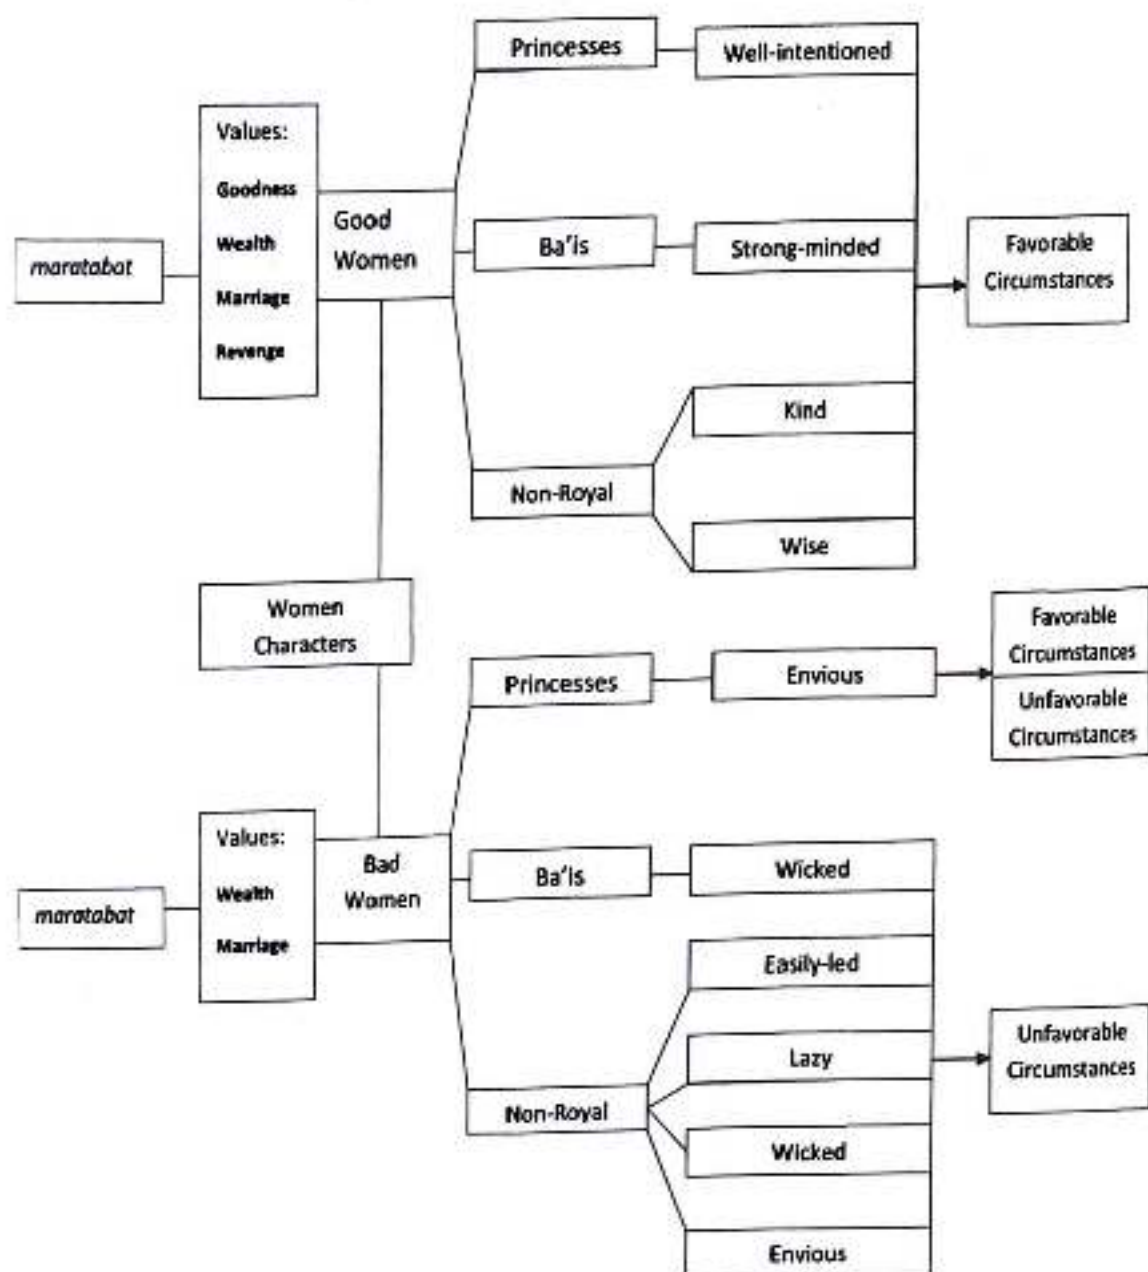 Princesses
Well-intentioned
Values:
Goodness
Wealth
Marriage
Revenge
Good
Women
maratabat
Ba'is
Strong-minded
Favorable
Circumstances
Kind
Non-Royal
Wise
Women
Characters
Princesses
Envious
Favorable
Circumstances
Unfavorable
Circumstances
Values:
Wealth
Marriage
Bad
Women
maratabat
Ba'is
Wicked
Easily-led
Lazy
Unfavorable
Circumstances
Non-Royal
Wicked
Envious